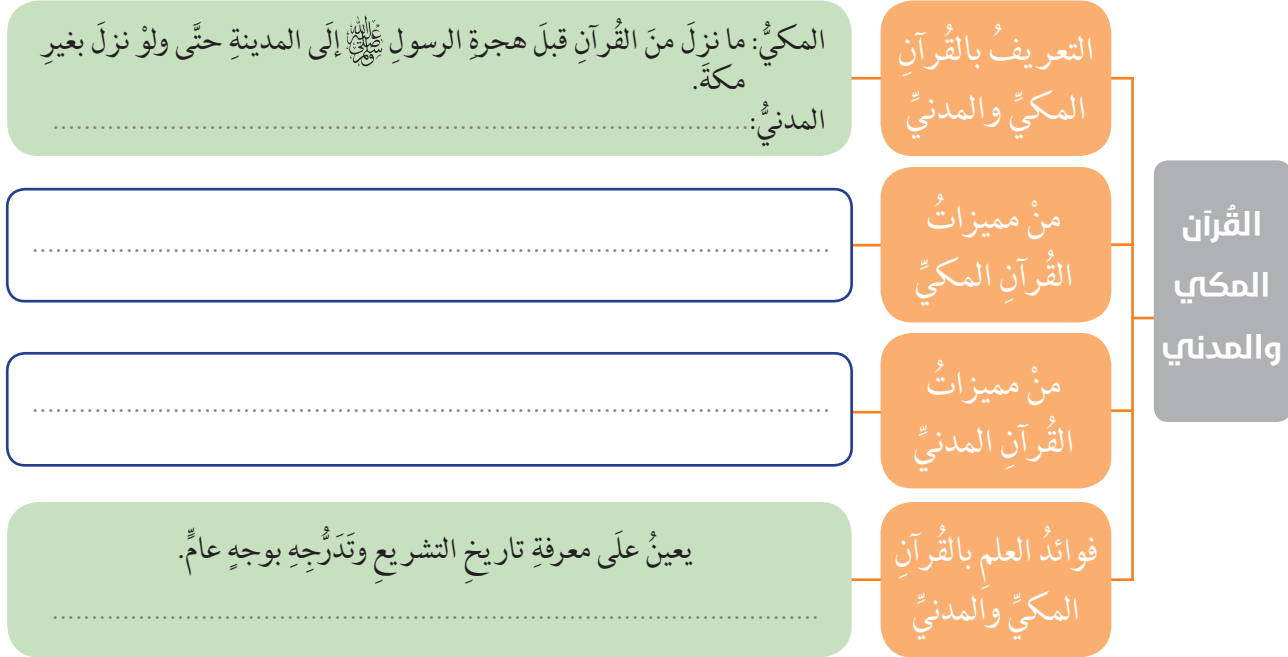 القُرآن
المكي
والمدني
التعريفُ بالقُرآنِ
المكيِّ والمدنيِّ
المكيُّ: ما نزلَ منَ القُرآنِ قبلَ هجرةِ الرسولِ ﷺ إلَى المدينةِ حتَّى ولوْ نزلَ بغيرِ
مكةَ.
المدنيُّ:........................................................................................
منْ مميزاتُ
القُرآنِ المكيِّ
........................................................................................
منْ مميزاتُ
القُرآنِ المدنيِّ
........................................................................................
فوائدُ العلمِ بالقُرآنِ
المكيِّ والمدنيِّ
يعينُ علَى معرفةِ تاريخِ التشريعِ وتَدَرُّجِهِ بوجهٍ عامٍّ.
........................................................................................